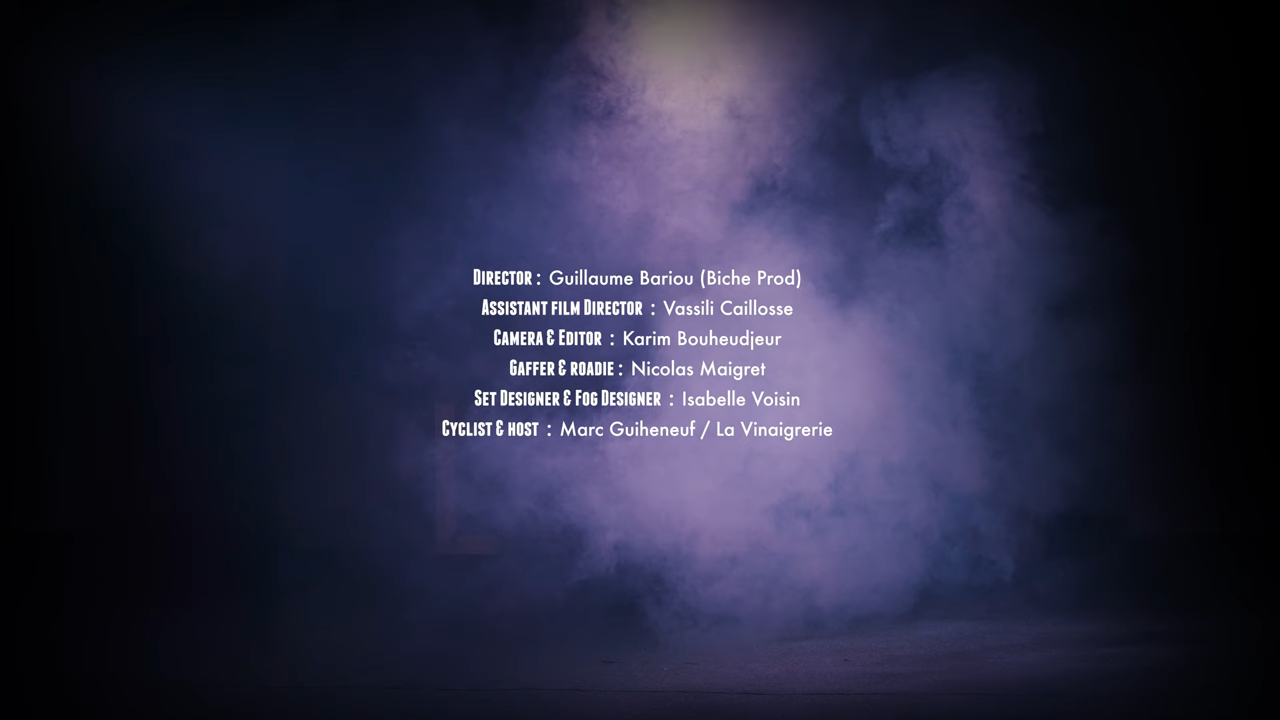 Director : Guillaume Bariou (Biche Prod)
Assistant film Director : Vassili Caillosse
Camera & Editor : Karim Bouheudjeur
Gaffer & roadie : Nicolas Maigret
Set Designer & Fog Designer : Isabelle Voisin
Cyclist & host : Marc Guiheneuf / La Vinaigrerie